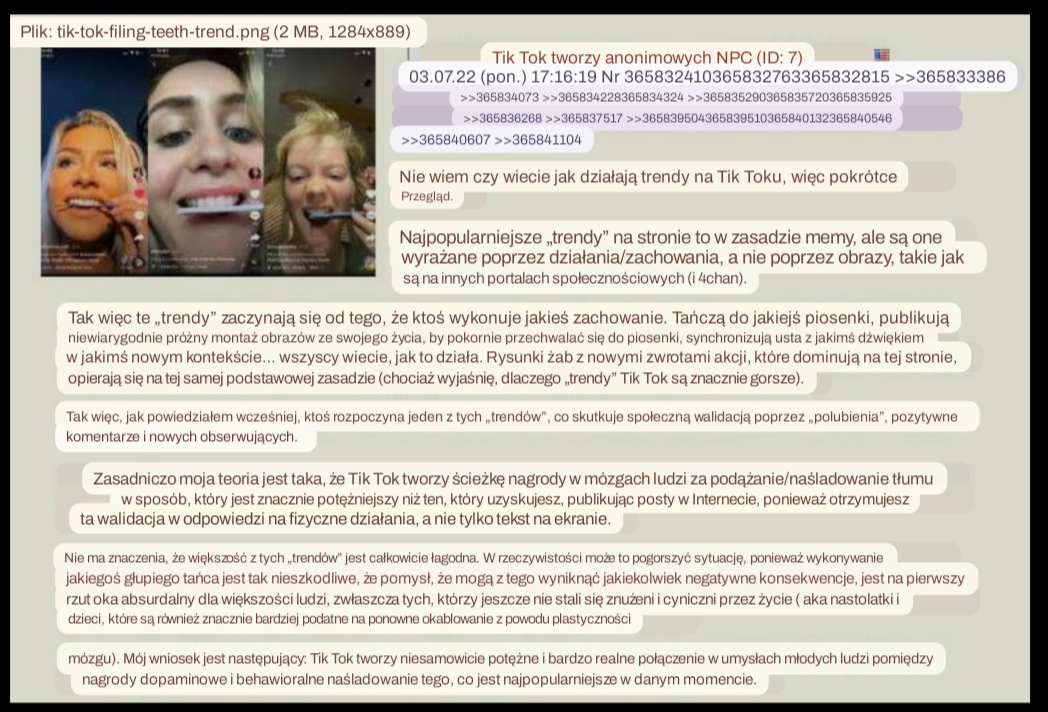 Plik: tik-tok-filing-teeth-trend.png (2 MB, 1284x889)
Tik Tok tworzy anonimowych NPC (ID: 7)
03.07.22 (pon.) 17:16:19 Nr 365832410365832763365832815 >>365833386
>>365834073 >>365834228365834324 >>365835290365835720365835925
>>365836268 >>365837517 >>365839504365839510365840132365840546
>>365840607 >>365841104
Nie wiem czy wiecie jak działają trendy na Tik Toku, więc pokrótce
Przegląd.
Najpopularniejsze „trendy” na stronie to w zasadzie memy, ale są one
wyrażane poprzez działania/zachowania, a nie poprzez obrazy, takie jak
są na innych portalach społecznościowych (i 4chan).
Tak więc te „trendy” zaczynają się od tego, że ktoś wykonuje jakieś zachowanie. Tańczą do jakiejś piosenki, publikują
niewiarygodnie próżny montaż obrazów ze swojego życia, by pokornie przechwalać się do piosenki, synchronizują usta z jakimś dźwiękiem
w jakimś nowym kontekście... wszyscy wiecie, jak to działa. Rysunki żab z nowymi zwrotami akcji, które dominują na tej stronie,
opierają się na tej samej podstawowej zasadzie (chociaż wyjaśnię, dlaczego „trendy” Tik Tok są znacznie gorsze).
Tak więc, jak powiedziałem wcześniej, ktoś rozpoczyna jeden z tych „trendów”, co skutkuje społeczną walidacją poprzez „polubienia”, pozytywne
komentarze i nowych obserwujących.
Zasadniczo moja teoria jest taka, że Tik Tok tworzy ścieżkę nagrody w mózgach ludzi za podążanie/naśladowanie tłumu
w sposób, który jest znacznie potężniejszy niż ten, który uzyskujesz, publikując posty w Internecie, ponieważ otrzymujesz
ta walidacja w odpowiedzi na fizyczne działania, a nie tylko tekst na ekranie.
Nie ma znaczenia, że większość z tych „trendów” jest całkowicie łagodna. W rzeczywistości może to pogorszyć sytuację, ponieważ wykonywanie
jakiegoś głupiego tańca jest tak nieszkodliwe, że pomysł, że mogą z tego wyniknąć jakiekolwiek negatywne konsekwencje, jest na pierwszy
rzut oka absurdalny dla większości ludzi, zwłaszcza tych, którzy jeszcze nie stali się znużeni i cyniczni przez życie ( aka nastolatki i
dzieci, które są również znacznie bardziej podatne na ponowne okablowanie z powodu plastyczności
mózgu). Mój wniosek jest następujący: Tik Tok tworzy niesamowicie potężne i bardzo realne połączenie w umysłach młodych ludzi pomiędzy
nagrody dopaminowe i behawioralne naśladowanie tego, co jest najpopularniejsze w danym momencie.